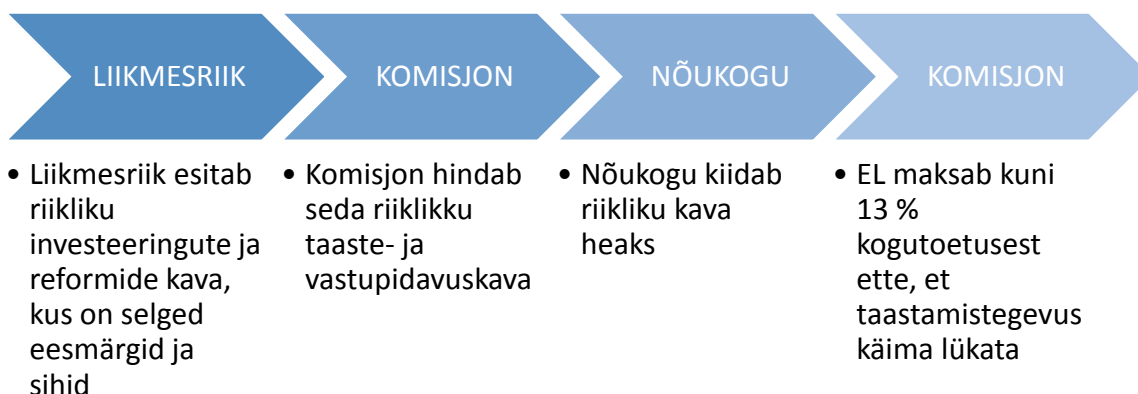 LIIKMESRIIK
KOMISJON
NÕUKOGU
KOMISJON
• Liikmesriik esitab
riikliku
investeeringute ja
reformide kava,
kus on selged
eesmärgid ja
sihid
• Komisjon hindab
seda riiklikku
taaste- ja
vastupidavuskava
• Nõukogu kiidab
riikliku kava
heaks
• EL maksab kuni
13 %
kogutoetusest
ette, et
taastamistegevus
käima lükata